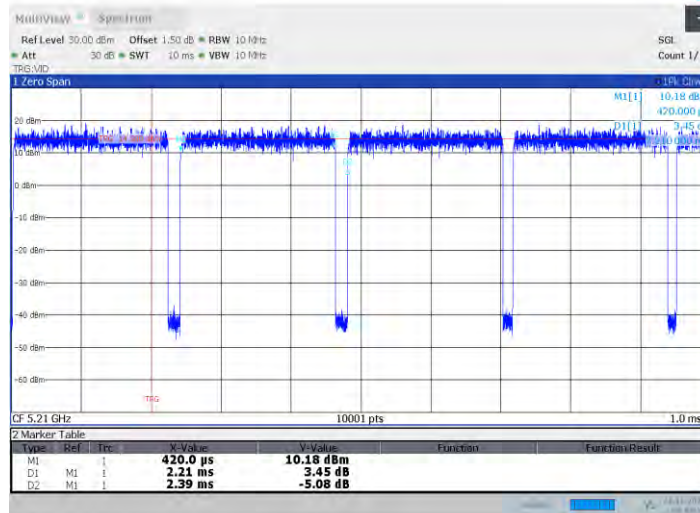 MultiView Spectrum
Ref Level 30.00 dBm Offset 1.50 dB RBW 10 MHz SGL
Att 30 dB SWT 10 ms VBW 10 MHz Count 1/
TRG:VID
1 Zero Span 1Pk Clrw
M1[1] 10.18 dB
420.000
D1[1] 3.45
20 dBm
10 dBm
D2
0 dBm
-10 dBm
-20 dBm
-30 dBm
-40 dBm
-50 dBm
-60 dBm
TRG
CF 5.21 GHz 10001 pts 1.0 ms
2 Marker Table
Type Ref Trc X-Value Y-Value Function Function Result
M1 1 420.0 µs 10.18 dBm
D1 M1 1 2.21 ms 3.45 dB
D2 M1 1 2.39 ms -5.08 dB